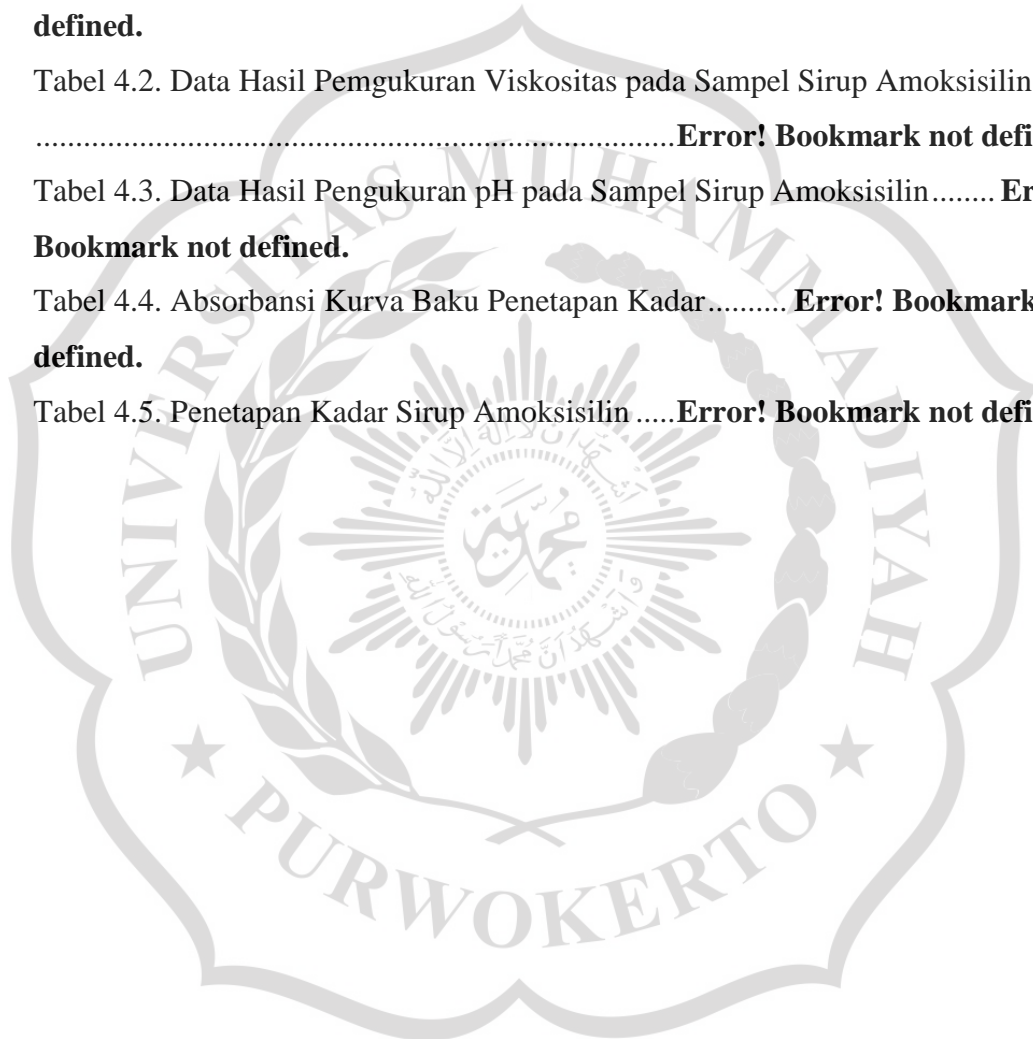 defined.
Tabel 4.2. Data Hasil Pemgukuran Viskositas pada Sampel Sirup Amoksisilin
................................................................................Error! Bookmark not defi
Tabel 4.3. Data Hasil Pengukuran pH pada Sampel Sirup Amoksisilin........ Er
Bookmark not defined.
Tabel 4.4. Absorbansi Kurva Baku Penetapan Kadar.......... Error! Bookmark
defined.
Tabel 4.5. Penetapan Kadar Sirup Amoksisilin .....Error! Bookmark not defi
UNIVERSITAS MUHAMMADIYAH
★ PURWOKERTO ★